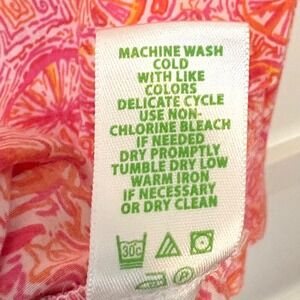 MACHINE WASH
COLD
WITH LIKE
COLORS
DELICATE CYCLE
USE NON-
CHLORINE BLEACH
IF NEEDED
DRY PROMPTLY
TUMBLE DRY LOW
WARM IRON
IF NECESSARY
OR DRY CLEAN
30C
P